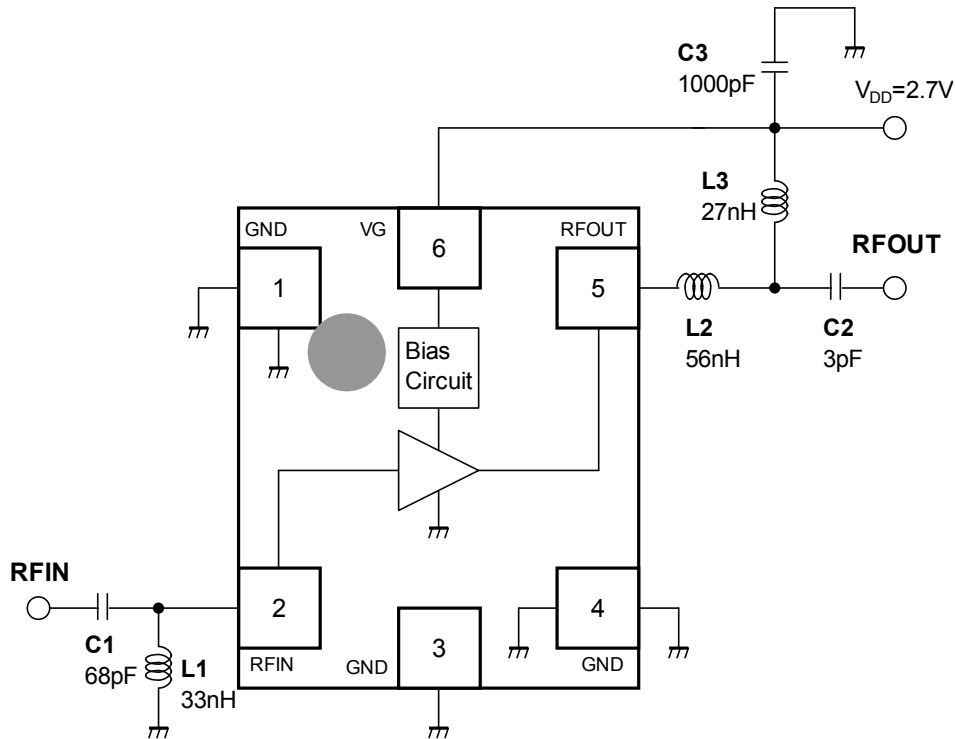 C3
1000pF
VDD=2.7V
L3
27nH
GND
VG
RFOUT
6
RFOUT
1
5
L2
56nH
C2
3pF
Bias
Circuit
RFIN
2
4
3
C1
68pF
L1
33nH
RFIN
GND
GND